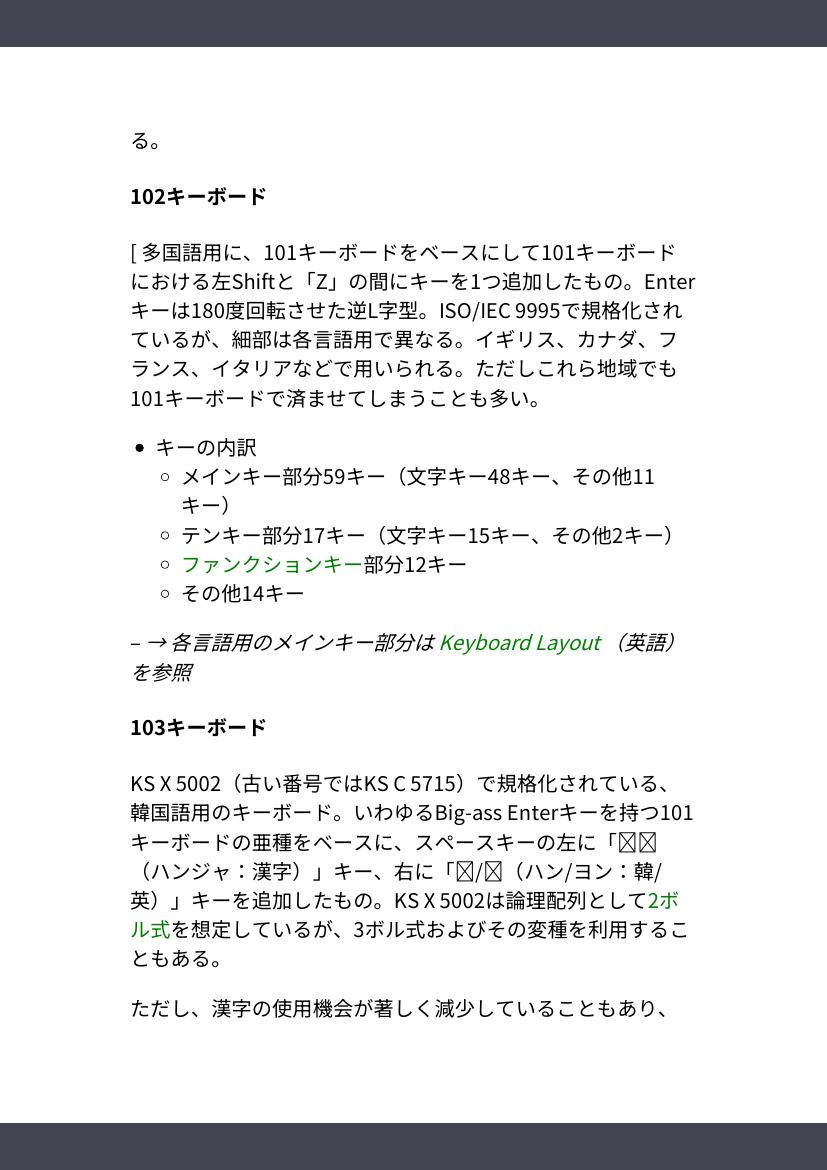 る。
102キーボード
[ 多国語用に、101キーボードをベースにして101キーボード
における左Shiftと「Z」の間にキーを1つ追加したもの。Enter
キーは180度回転させた逆L字型。ISO/IEC 9995で規格化され
ているが、細部は各言語用で異なる。イギリス、カナダ、フ
ランス、イタリアなどで用いられる。ただしこれら地域でも
101キーボードで済ませてしまうことも多い。
• キーの内訳
◦ メインキー部分59キー（文字キー48キー、その他11
キー）
◦ テンキー部分17キー（文字キー15キー、その他2キー）
◦ ファンクションキー部分12キー
◦ その他14キー
– → 各言語用のメインキー部分は Keyboard Layout （英語）
を参照
103キーボード
KS X 5002（古い番号ではKS C 5715）で規格化されている、
韓国語用のキーボード。いわゆるBig-ass Enterキーを持つ101
キーボードの亜種をベースに、スペースキーの左に「
（ハンジャ：漢字）」キー、右に「/（ハン/ヨン：韓/
英）」キーを追加したもの。KS X 5002は論理配列として2ボ
ル式を想定しているが、3ボル式およびその変種を利用するこ
ともある。
ただし、漢字の使用機会が著しく減少していることもあり、